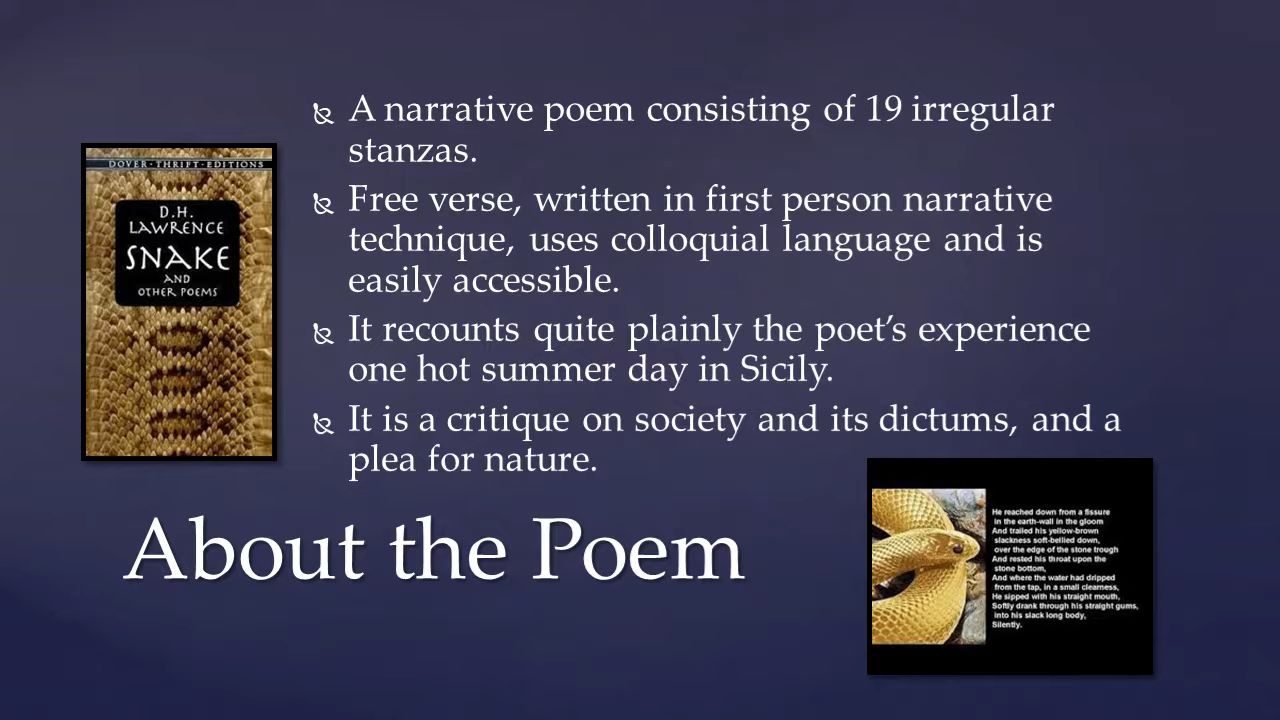 A narrative poem consisting of 19 irregular
stanzas.
Free verse, written in first person narrative
technique, uses colloquial language and is
easily accessible.
It recounts quite plainly the poet’s experience
one hot summer day in Sicily.
It is a critique on society and its dictums, and a
plea for nature.
DOVER · THRIFT · EDITIONS
D.H.
LAWRENCE
SNAKE
AND
OTHER POEMS
About the Poem
He reached down from a fissure
in the earth-wall in the gloom
And trailed his yellow-brown
slackness soft-bellied down,
over the edge of the stone trough
And rested his throat upon the
stone bottom,
And where the water had dripped
from the tap, in a small clearness,
He sipped with his straight mouth,
Softly drank through his straight gums,
into his slack long body,
Silently.